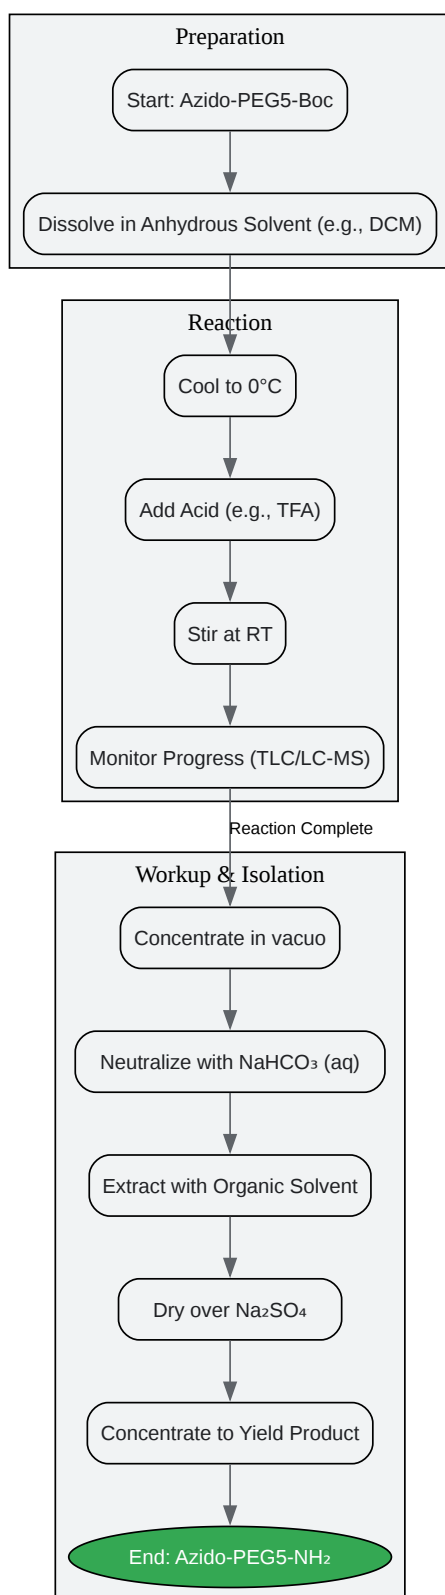 Preparation
Start: Azido-PEG5-Boc
Dissolve in Anhydrous Solvent (e.g., DCM)
Reaction
Cool to 0°C
Add Acid (e.g., TFA)
Stir at RT
Monitor Progress (TLC/LC-MS)
Reaction Complete
Workup & Isolation
Concentrate in vacuo
Neutralize with NaHCO₃ (aq)
Extract with Organic Solvent
Dry over Na₂SO₄
Concentrate to Yield Product
End: Azido-PEG5-NH₂